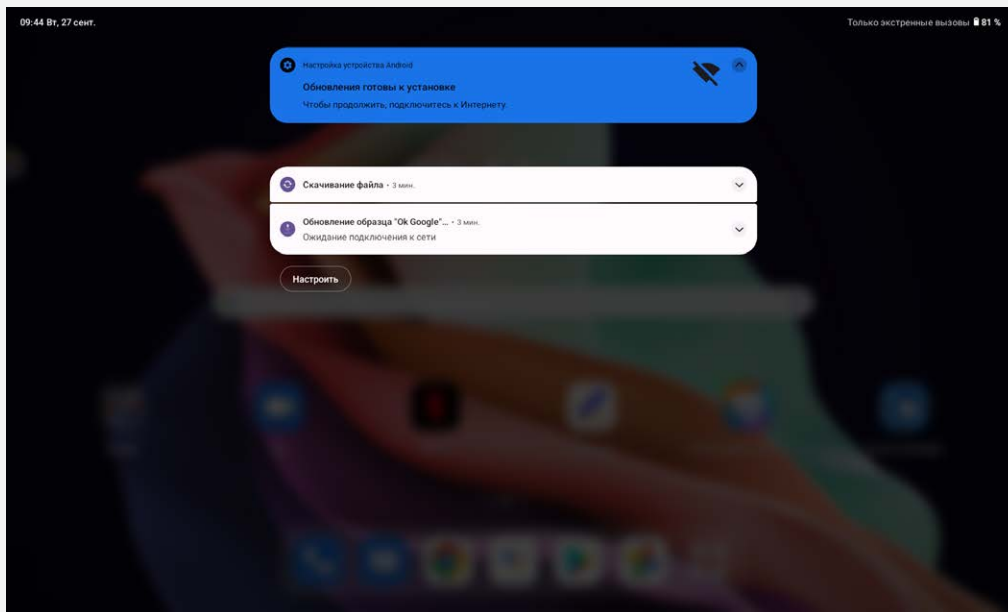 09:44 Вт, 27 сент.
Только экстренные вызовы 81 %
Настройка устройства Android
Обновления готовы к установке
Чтобы продолжить, подключитесь к Интернету.
Скачивание файла • 3 мин.
Обновление образца "Ok Google"... • 3 мин.
Ожидание подключения к сети
Настроить